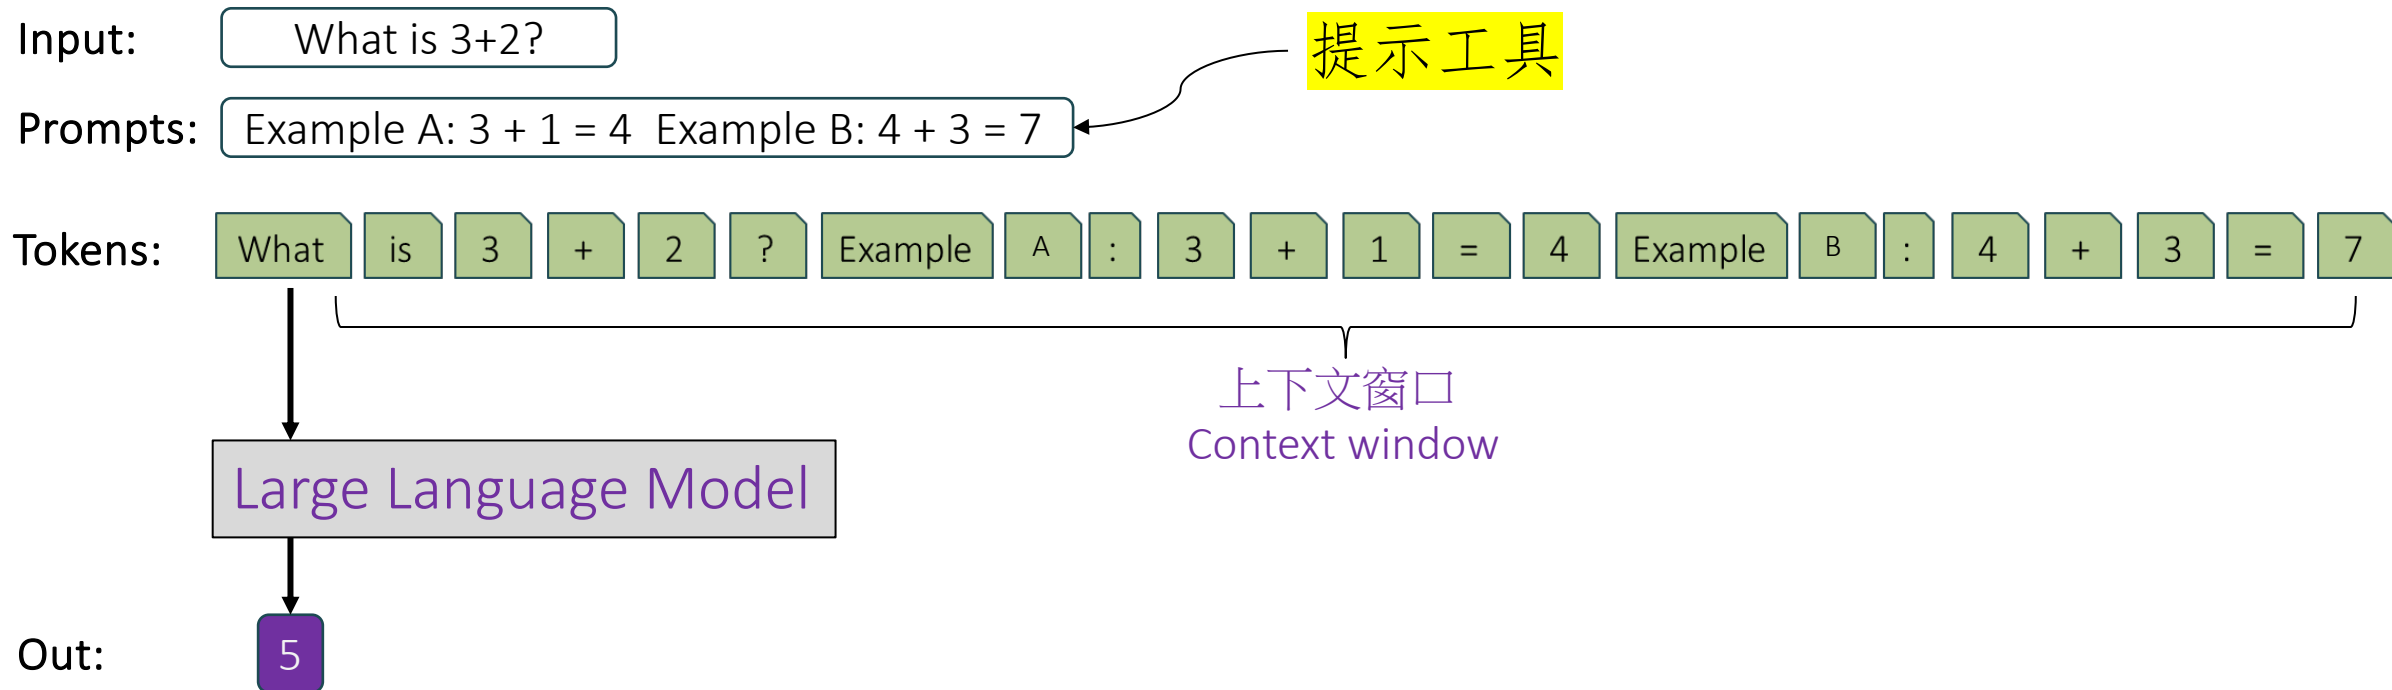 Input: What is 3+2?
提示工具
Prompts: Example A: 3 + 1 = 4 Example B: 4 + 3 = 7
Tokens: What is 3 + 2 ? Example A : 3 + 1 = 4 Example B : 4 + 3 = 7
上下文窗口
Context window
Large Language Model
Out: 5